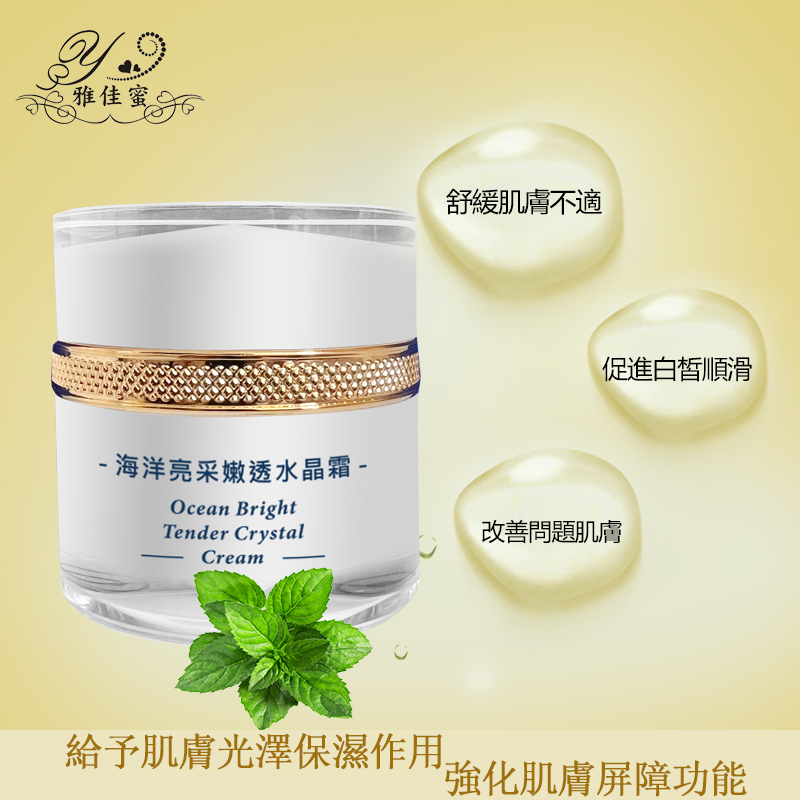 雅佳蜜
舒緩肌膚不適
促進白皙順滑
- 海洋亮采嫩透水晶霜 -
Ocean Bright
Tender Crystal
Cream
改善問題肌膚
給予肌膚光澤保濕作用
強化肌膚屏障功能